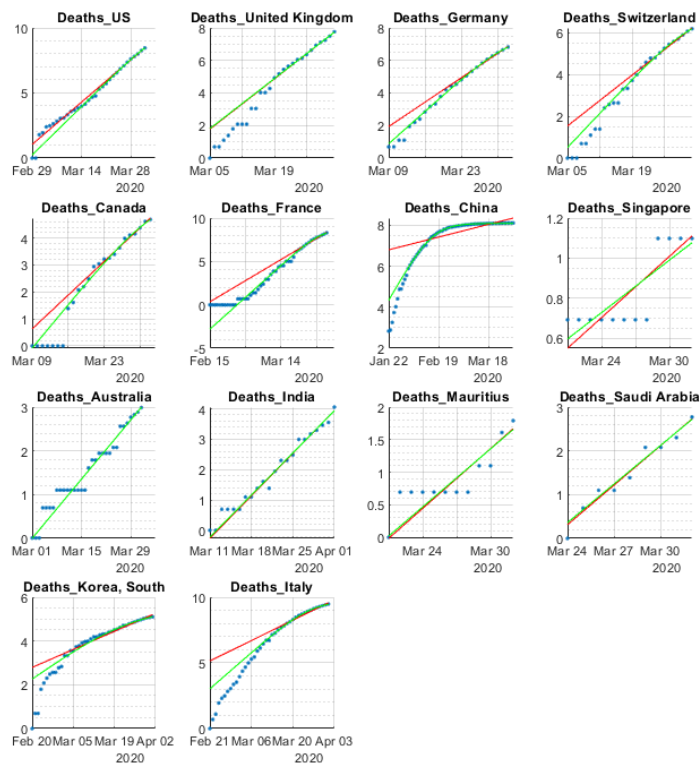 Deaths_US
10
5
0
Feb 29 Mar 14 Mar 28
2020
Deaths_United Kingdom
8
6
4
2
0
Mar 05 Mar 19
2020
Deaths_Germany
8
6
4
2
0
Mar 09 Mar 23
2020
Deaths_Switzerland
6
4
2
0
Mar 05 Mar 19
2020
Deaths_Canada
4
2
0
Mar 09 Mar 23
2020
Deaths_France
10
5
0
-5
Feb 15 Mar 14
2020
Deaths_China
8
6
4
2
Jan 22 Feb 19 Mar 18
2020
Deaths_Singapore
1.2
1
0.8
0.6
Mar 24 Mar 30
2020
Deaths_Australia
3
2
1
0
Mar 01 Mar 15 Mar 29
2020
Deaths_India
4
3
2
1
0
Mar 11 Mar 18 Mar 25 Apr 01
2020
Deaths_Mauritius
2
1.5
1
0.5
0
Mar 24 Mar 30
2020
Deaths_Saudi Arabia
3
2
1
0
Mar 24 Mar 27 Mar 30
2020
Deaths_Korea, South
6
4
2
0
Feb 20 Mar 05 Mar 19 Apr 02
2020
Deaths_Italy
10
5
0
Feb 21 Mar 06 Mar 20 Apr 03
2020